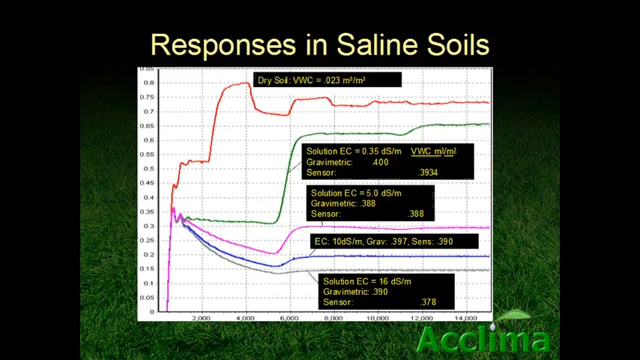 Responses in Saline Soils
Dry Soil: VWC = .023 m³/m³
Solution EC = 0.35 dS/m VWC m³/m³
Gravimetric: .400
Sensor: .3934
Solution EC = 5.0 dS/m
Gravimetric: .388
Sensor: .388
EC: 10dS/m, Grav: .397, Sens: .390
Solution EC = 16 dS/m
Gravimetric: .390
Sensor: .378
0.85
0.8
0.75
0.7
0.65
0.6
0.55
0.5
0.45
0.4
0.35
0.3
0.25
0.2
0.15
0.1
0.05
0
2,000 4,000 6,000 8,000 10,000 12,000 14,000
Acclima